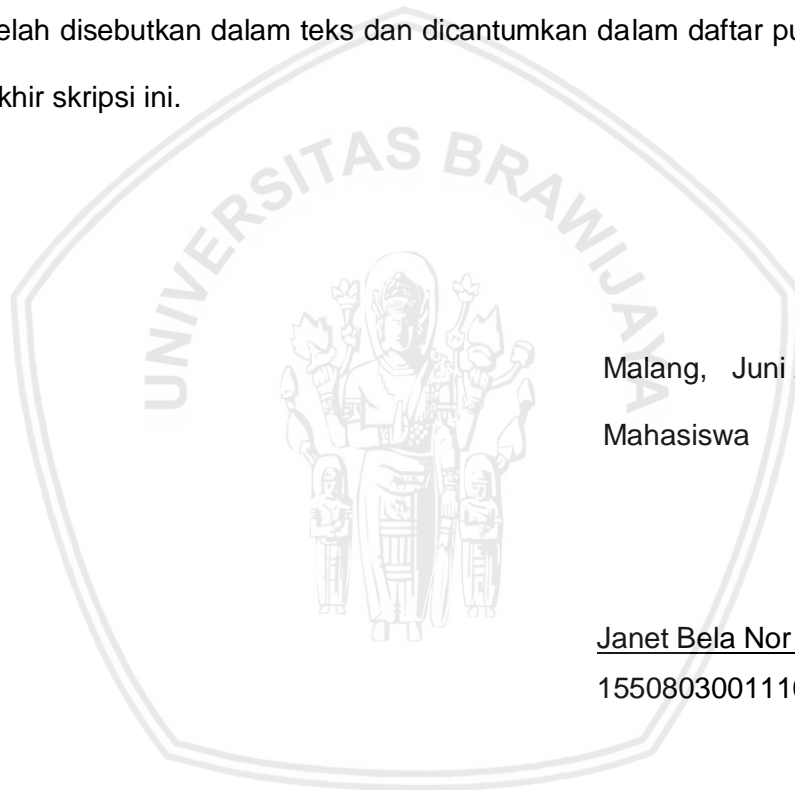 elah disebutkan dalam teks dan dicantumkan dalam daftar pu
khir skripsi ini.
UNIVERSITAS BRAWIJAYA
Malang, Juni
Mahasiswa
Janet Bela Nor
155080300111